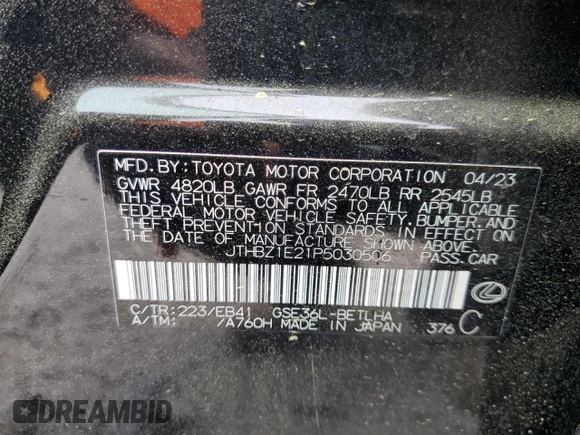 MFD. BY: TOYOTA MOTOR CORPORATION 04/23
GVWR 4820LB GAWR FR 2470LB RR 2645LB
THIS VEHICLE CONFORMS TO ALL APPLICABLE
FEDERAL MOTOR VEHICLE SAFETY, BUMPER, AND
THEFT PREVENTION STANDARDS IN EFFECT ON
THE DATE OF MANUFACTURE SHOWN ABOVE.
JTHBZ1E21P5030506 PASS. CAR
C/TR: 223/EB41 GSE36L-BETLHA
A/TM: /A760H MADE IN JAPAN 376 C
DREAMBID